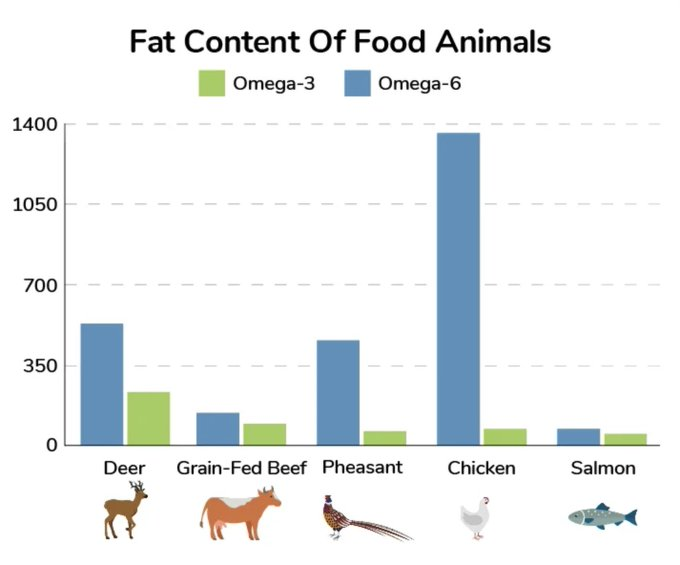 Fat Content Of Food Animals
Omega-3 Omega-6
1400
1050
700
350
0
Deer Grain-Fed Beef Pheasant Chicken Salmon